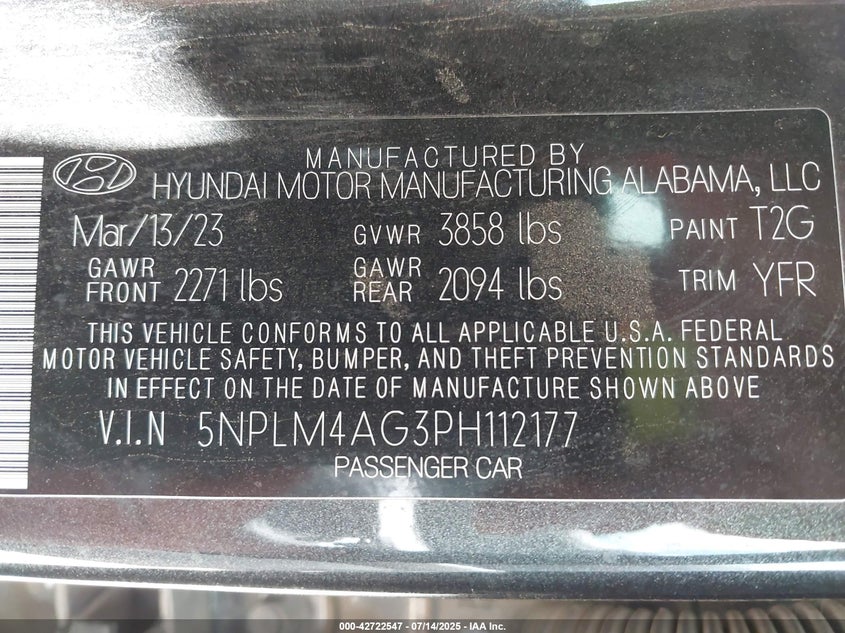 MANUFACTURED BY
HYUNDAI MOTOR MANUFACTURING ALABAMA, LLC
Mar/13/23 GVWR 3858 lbs PAINT T2G
GAWR FRONT 2271 lbs GAWR REAR 2094 lbs TRIM YFR
THIS VEHICLE CONFORMS TO ALL APPLICABLE U.S.A. FEDERAL
MOTOR VEHICLE SAFETY, BUMPER, AND THEFT PREVENTION STANDARDS
IN EFFECT ON THE DATE OF MANUFACTURE SHOWN ABOVE
V.I.N 5NPLM4AG3PH112177
PASSENGER CAR
000-42722547 - 07/14/2025 - IAA Inc.